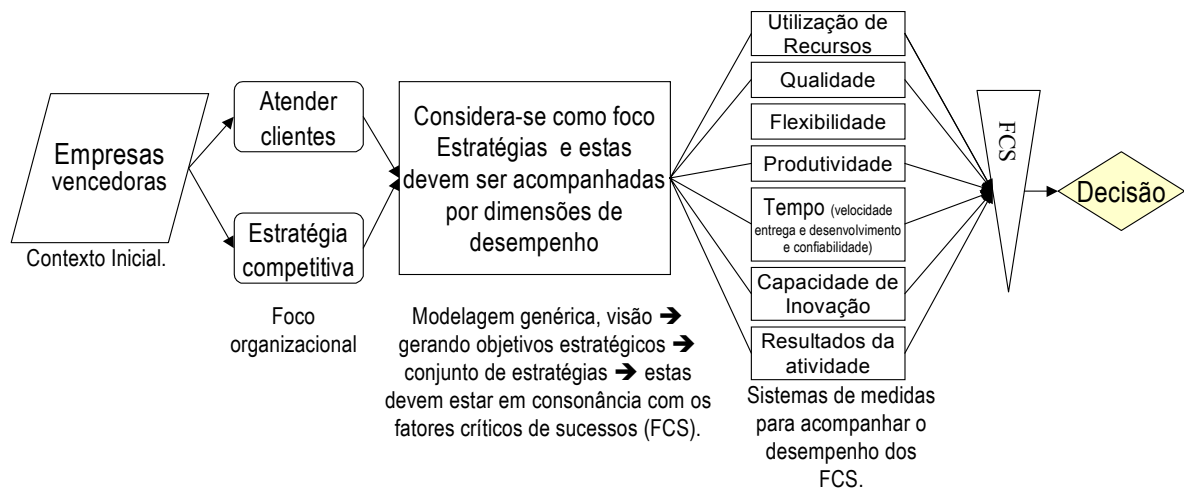 Empresas
vencedoras
Contexto Inicial.
Atender
clientes
Estratégia
competitiva
Foco
organizacional
Considera-se como foco
Estratégias e estas
devem ser acompanhadas
por dimensões de
desempenho
Modelagem genérica, visão ➔
gerando objetivos estratégicos ➔
conjunto de estratégias ➔ estas
devem estar em consonância com os
fatores críticos de sucessos (FCS).
Utilização de
Recursos
Qualidade
Flexibilidade
Produtividade
Tempo (velocidade
entrega e desenvolvimento
e confiabilidade)
Capacidade de
Inovação
Resultados da
atividade
Sistemas de medidas
para acompanhar o
desempenho dos
FCS.
FCS
Decisão